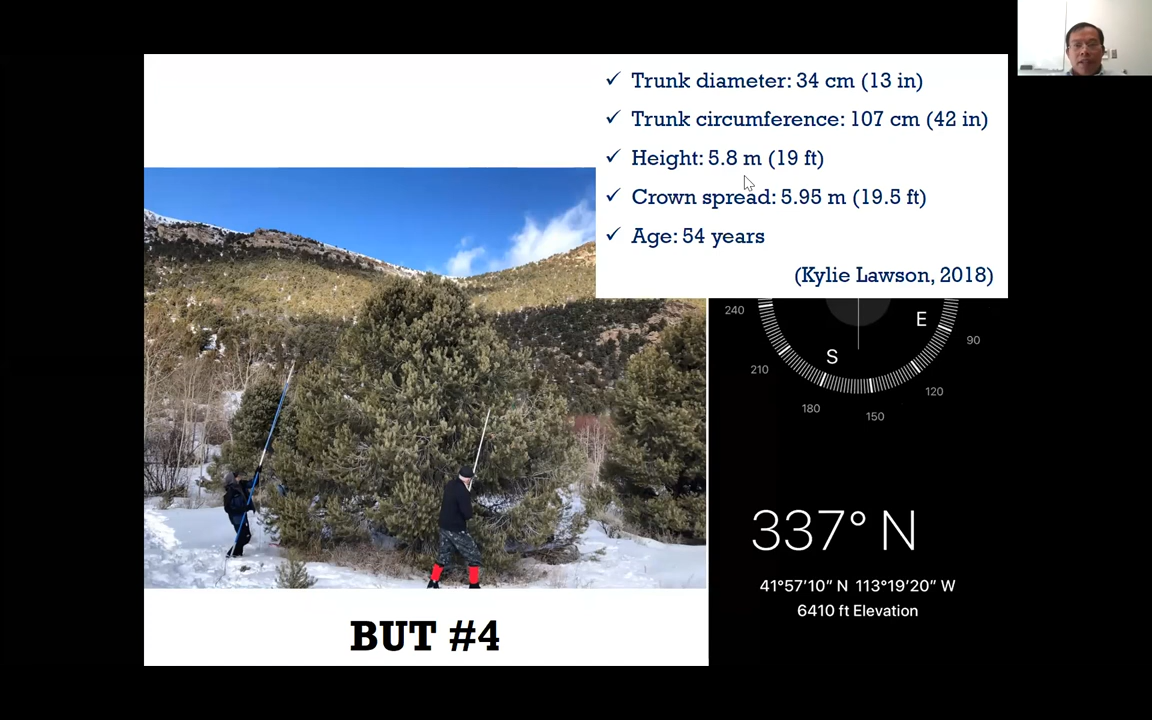 ✓ Trunk diameter: 34 cm (13 in)
✓ Trunk circumference: 107 cm (42 in)
✓ Height: 5.8 m (19 ft)
✓ Crown spread: 5.95 m (19.5 ft)
✓ Age: 54 years
(Kylie Lawson, 2018)
240
E
90
S
210
120
180
150
337° N
41°57'10" N 113°19'20" W
6410 ft Elevation
BUT #4